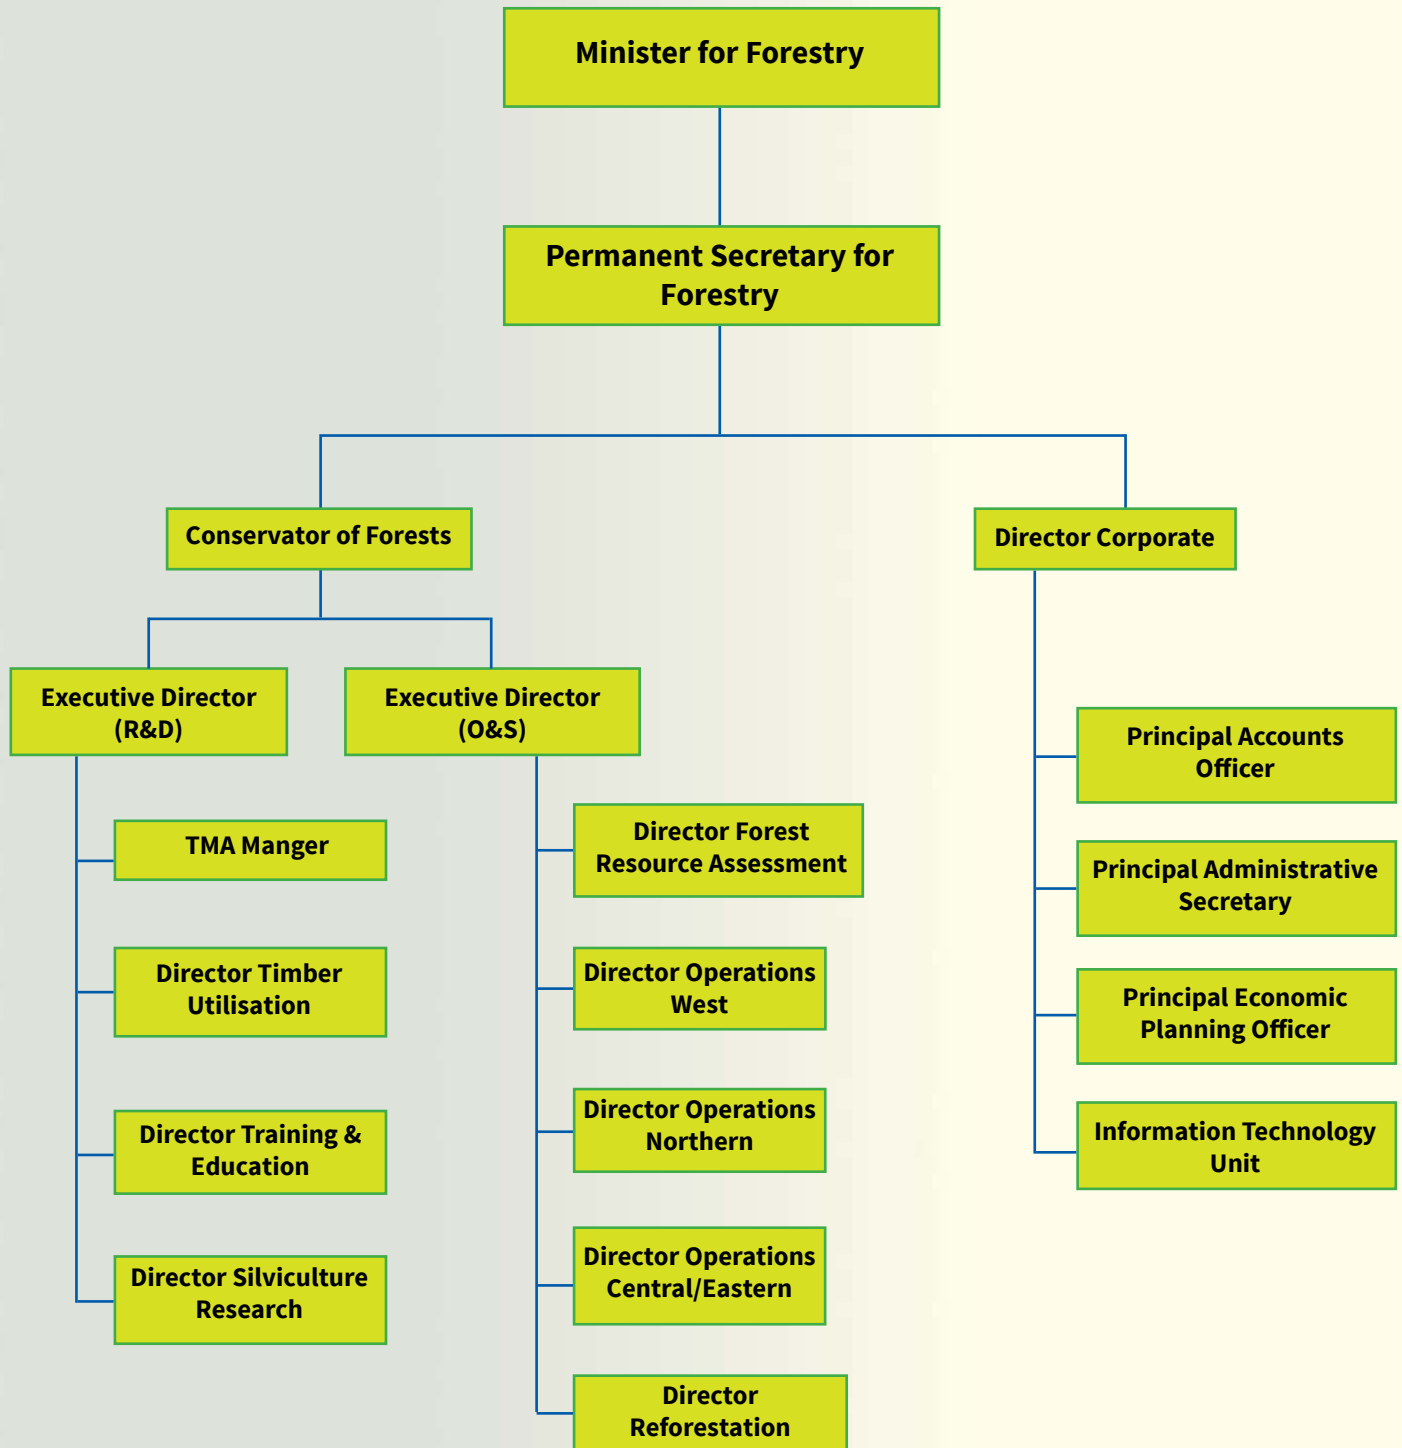 Minister for Forestry
Permanent Secretary for
Forestry
Conservator of Forests
Director Corporate
Executive Director
(R&D)
Executive Director
(O&S)
TMA Manger
Director Timber
Utilisation
Director Training &
Education
Director Silviculture
Research
Director Forest
Resource Assessment
Director Operations
West
Director Operations
Northern
Director Operations
Central/Eastern
Director
Reforestation
Principal Accounts
Officer
Principal Administrative
Secretary
Principal Economic
Planning Officer
Information Technology
Unit